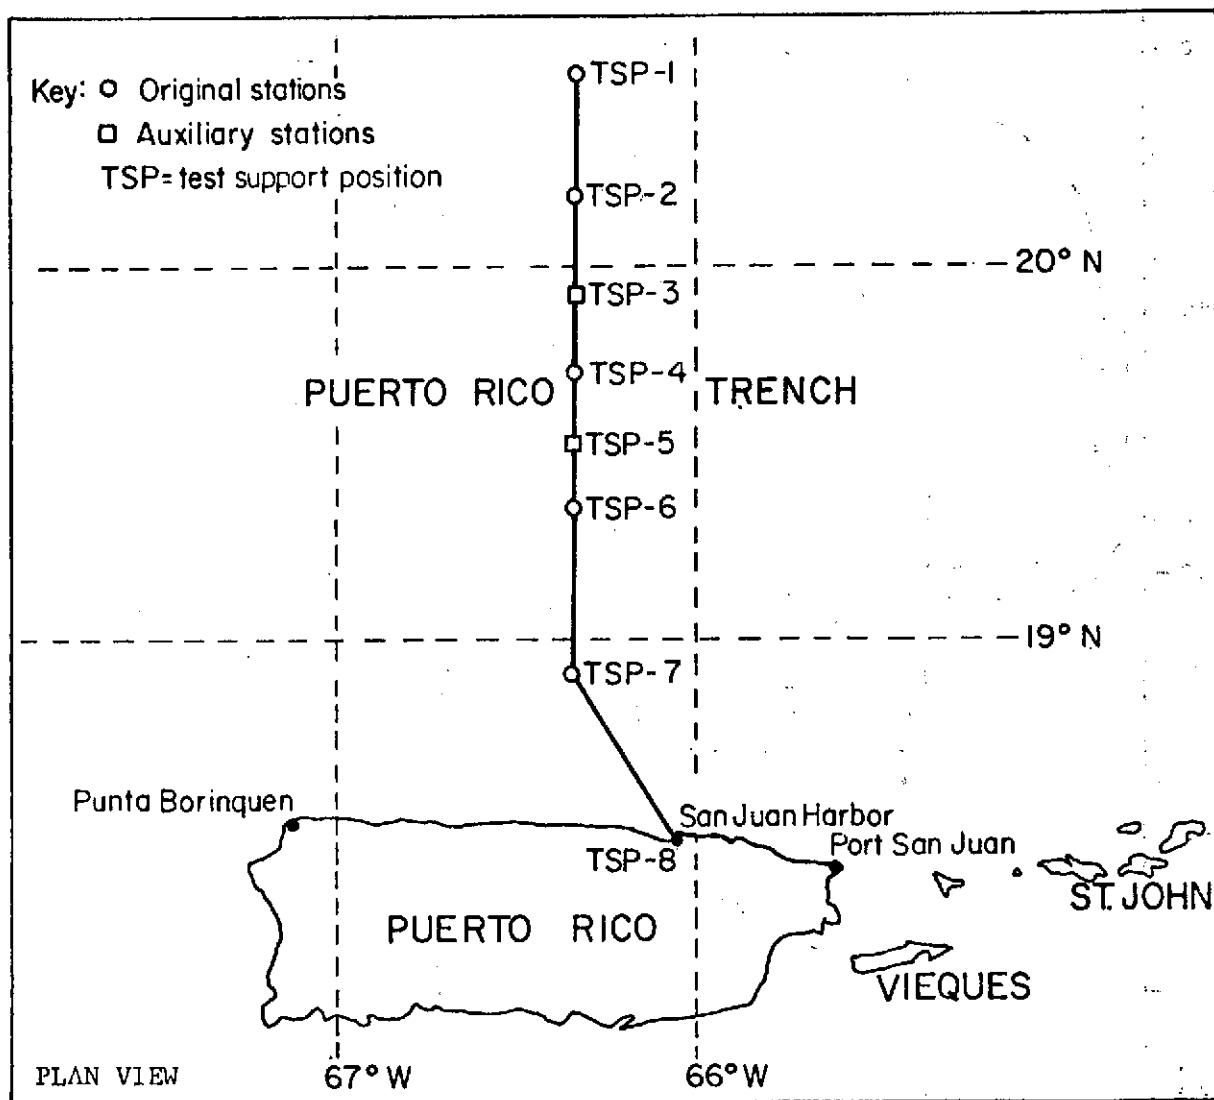 TSP-1
Key: O Original stations
□ Auxiliary stations
TSP= test support position
TSP-2
20° N
TSP-3
TSP-4
PUERTO RICO TRENCH
TSP-5
TSP-6
19° N
TSP-7
Punta Borinquen
San Juan Harbor
Port San Juan
TSP-8
ST. JOHN
PUERTO RICO
VIEQUES
PLAN VIEW
67° W
66° W